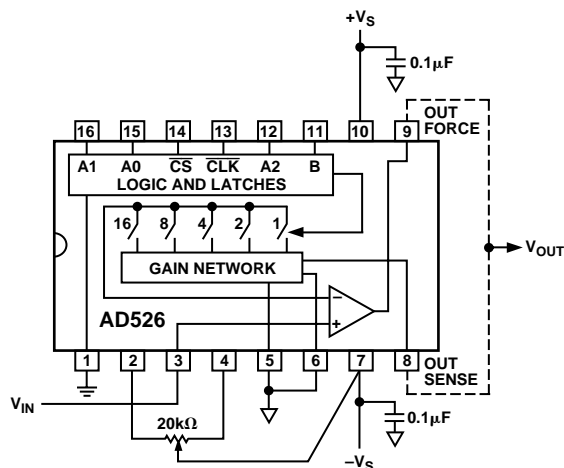 +VS
0.1µF
OUT
FORCE
16 15 14 13 12 11 10 9
A1 A0 CS CLK A2 B
LOGIC AND LATCHES
16 8 4 2 1
GAIN NETWORK
VOUT
–
+
AD526
1 2 3 4 5 6 7 8
OUT
SENSE
VIN
20kΩ
0.1µF
–VS